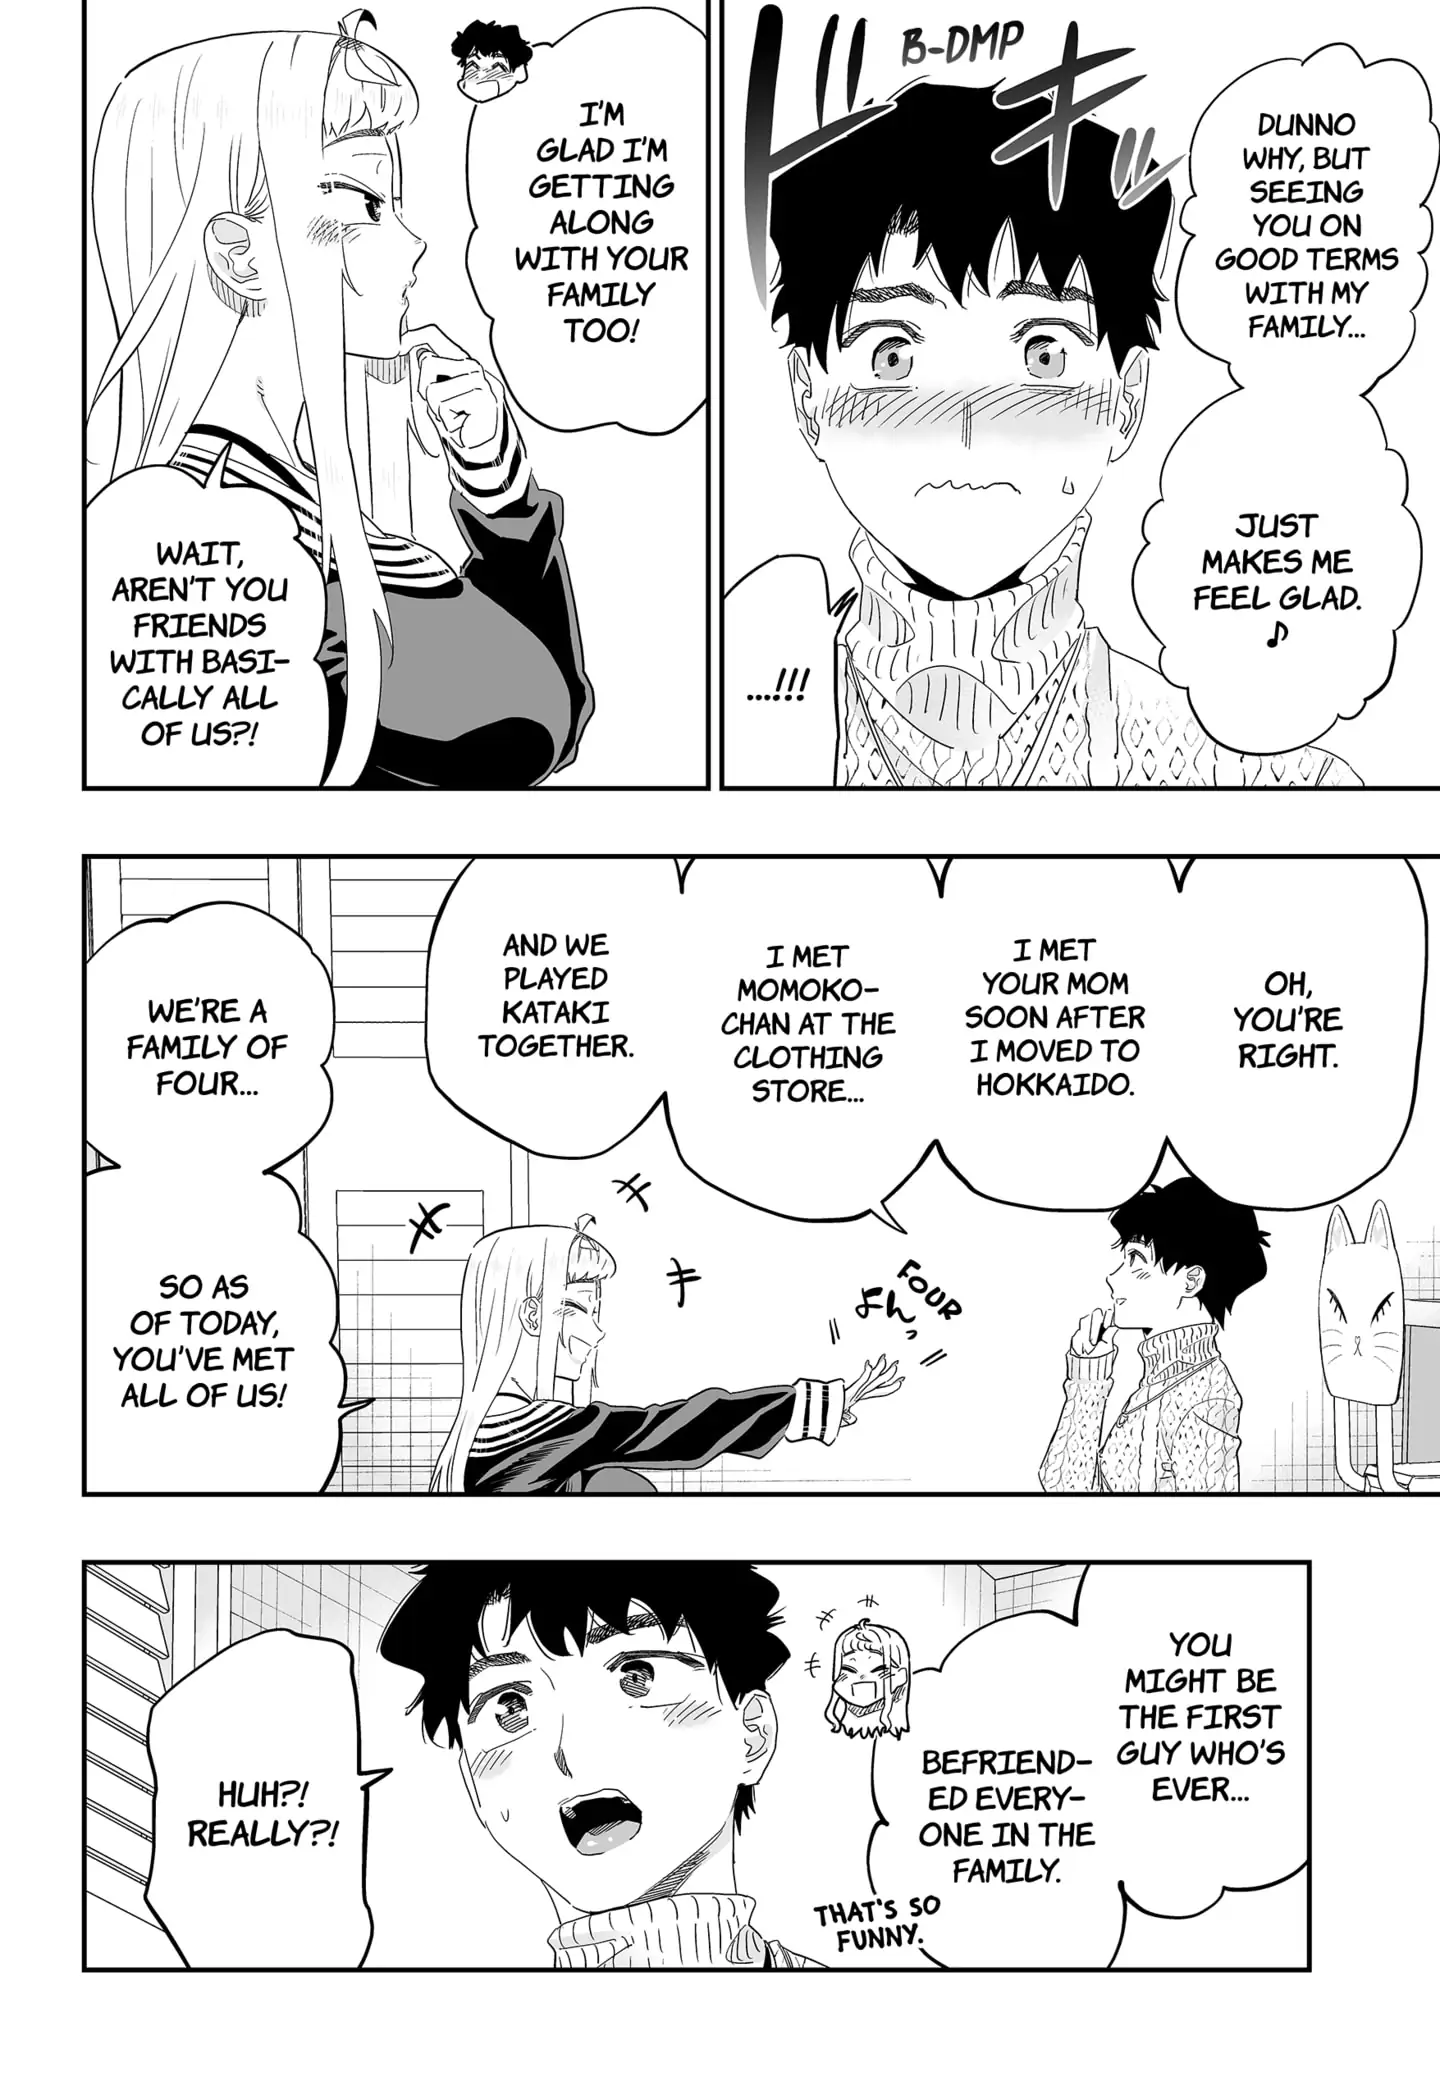 DUNNO
WHY, BUT
SEEING
YOU ON
GOOD TERMS
WITH MY
FAMILY...
JUST
MAKES ME
FEEL GLAD.
♪
B-DMP
ドキッ
....!!!
I'M
GLAD I'M
GETTING
ALONG
WITH YOUR
FAMILY
TOO!
WAIT,
AREN'T YOU
FRIENDS
WITH BASI-
CALLY ALL
OF US?!
OH,
YOU'RE
RIGHT.
I MET
YOUR MOM
SOON AFTER
I MOVED TO
HOKKAIDO.
I MET
MOMOKO-
CHAN AT THE
CLOTHING
STORE...
AND WE
PLAYED
KATAKI
TOGETHER.
FOUR
よんっ
WE'RE A
FAMILY OF
FOUR...
SO AS
OF TODAY,
YOU'VE MET
ALL OF US!
YOU
MIGHT BE
THE FIRST
GUY WHO'S
EVER...
BEFRIEND-
ED EVERY-
ONE IN THE
FAMILY.
THAT'S SO
FUNNY.
HUH?!
REALLY?!